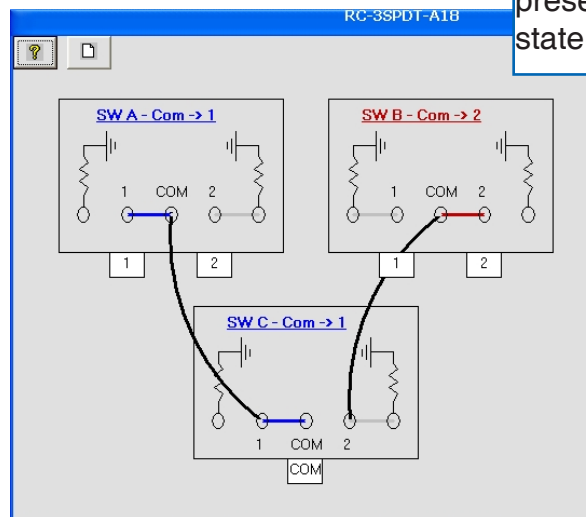 RC-3SPDT-A18
prese
state
?
SW A - Com -> 1
SW B - Com -> 2
1 COM 2
1 COM 2
1 2
1 2
SW C - Com -> 1
1 COM 2
COM